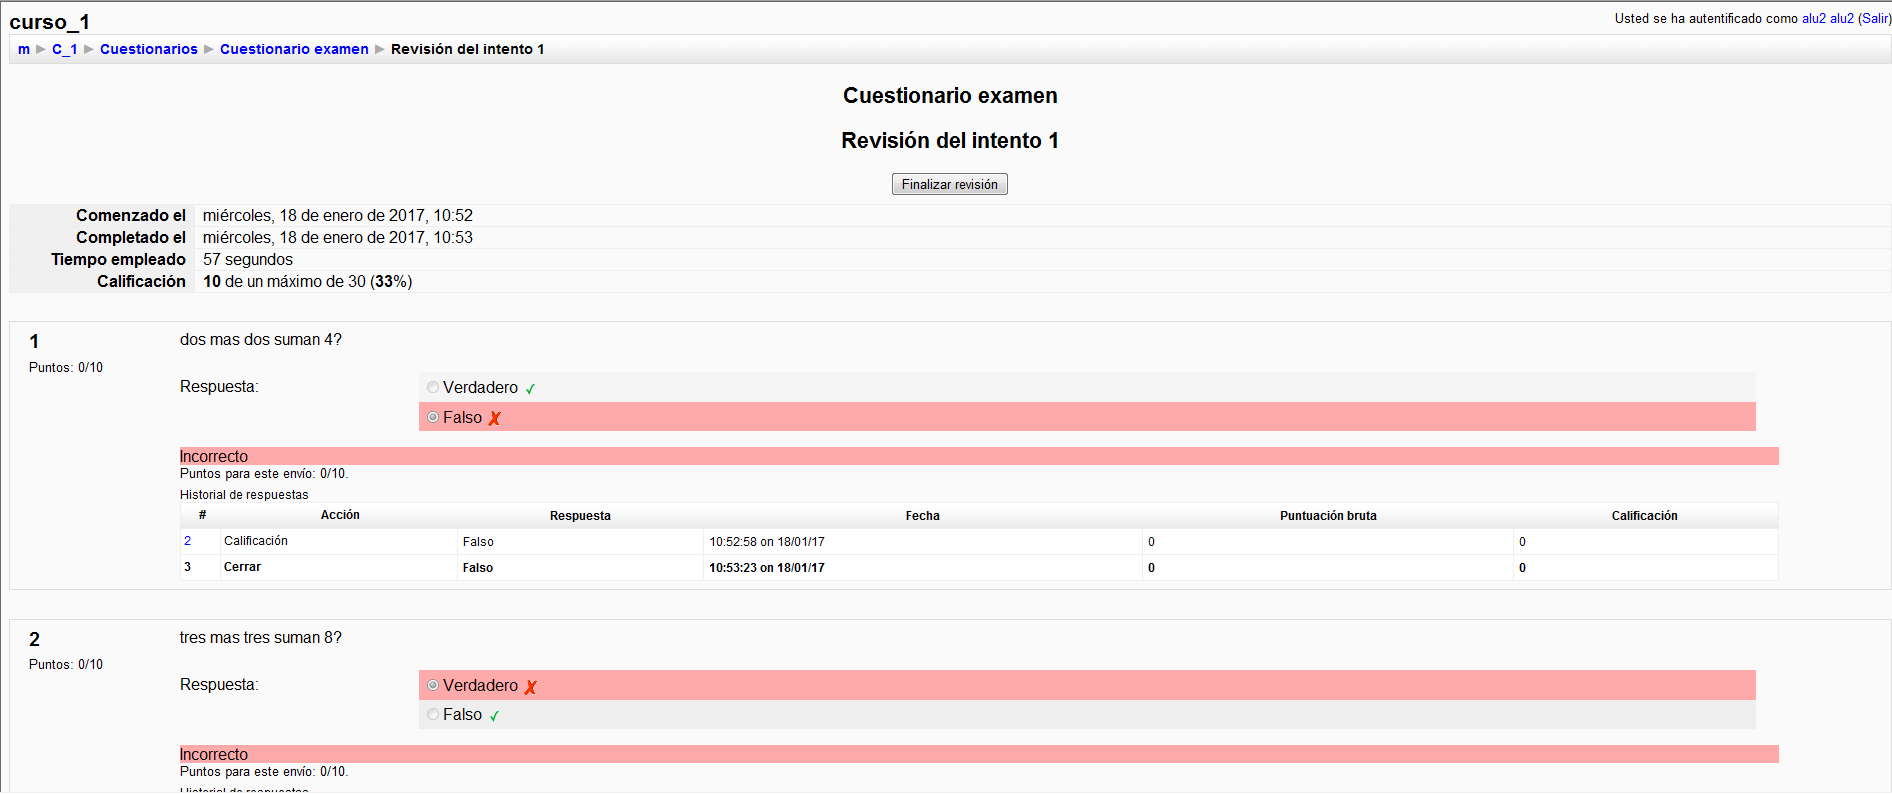 curso_1
Usted se ha autentificado como alu2 alu2 (Salir)
m ► C_1 ► Cuestionarios ► Cuestionario examen ► Revisión del intento 1
Cuestionario examen
Revisión del intento 1
Finalizar revisión
Comenzado el miércoles, 18 de enero de 2017, 10:52
Completado el miércoles, 18 de enero de 2017, 10:53
Tiempo empleado 57 segundos
Calificación 10 de un máximo de 30 (33%)
1 dos mas dos suman 4?
Puntos: 0/10
Respuesta: Verdadero ✓
Falso ✗
Incorrecto
Puntos para este envío: 0/10.
Historial de respuestas
# Acción Respuesta Fecha Puntuación bruta Calificación
2 Calificación Falso 10:52:58 on 18/01/17 0 0
3 Cerrar Falso 10:53:23 on 18/01/17 0 0
2 tres mas tres suman 8?
Puntos: 0/10
Respuesta: Verdadero ✗
Falso ✓
Incorrecto
Puntos para este envío: 0/10.
Historial de respuestas